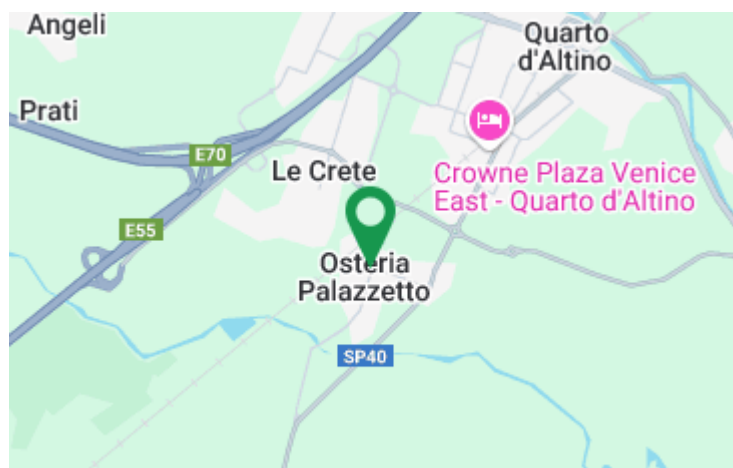 Angeli
Quarto
d'Altino
Prati
E70
Le Crete
Crowne Plaza Venice
East - Quarto d'Altino
E55
Osteria
Palazzetto
SP40